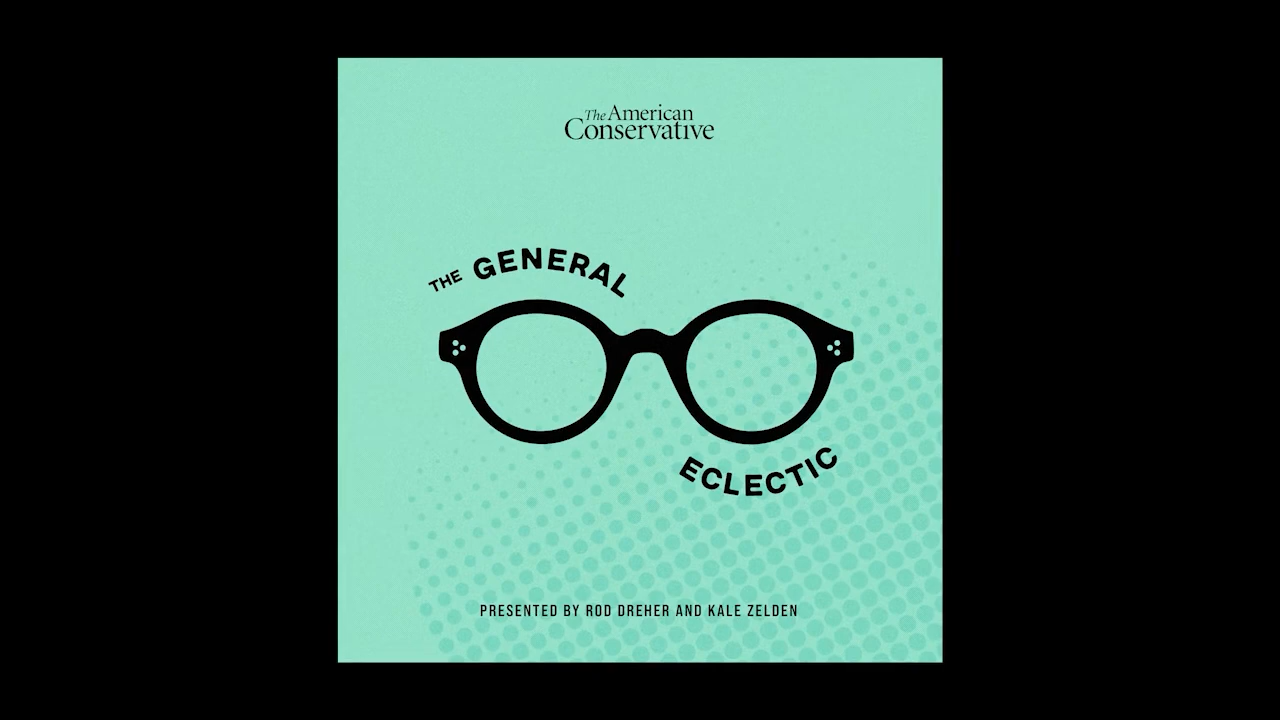 The American
Conservative
THE GENERAL
ECLECTIC
PRESENTED BY ROD DREHER AND KALE ZELDEN